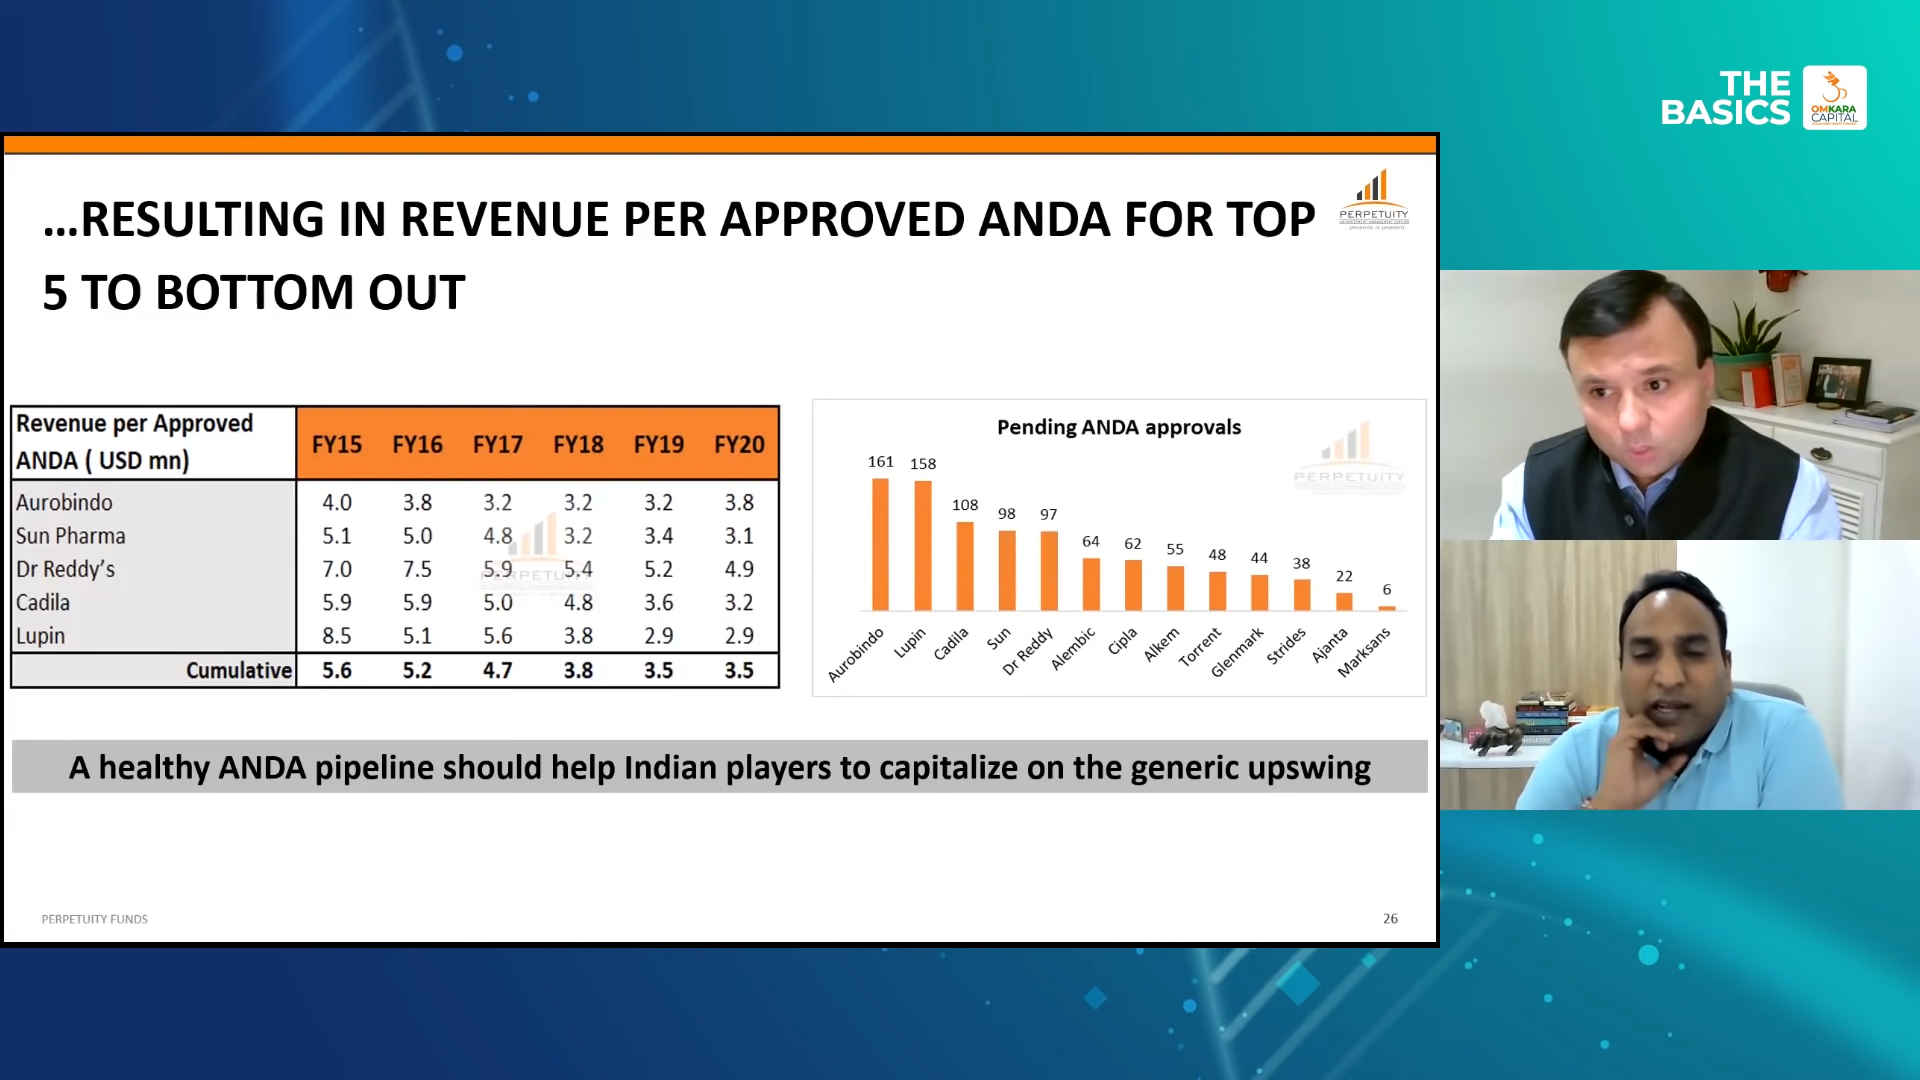 THE
BASICS
OMKARA
CAPITAL
...RESULTING IN REVENUE PER APPROVED ANDA FOR TOP
5 TO BOTTOM OUT
PERPETUITY
Revenue per Approved
ANDA ( USD mn) FY15 FY16 FY17 FY18 FY19 FY20
Aurobindo 4.0 3.8 3.2 3.2 3.2 3.8
Sun Pharma 5.1 5.0 4.8 3.2 3.4 3.1
Dr Reddy's 7.0 7.5 5.9 5.4 5.2 4.9
Cadila 5.9 5.9 5.0 4.8 3.6 3.2
Lupin 8.5 5.1 5.6 3.8 2.9 2.9
Cumulative 5.6 5.2 4.7 3.8 3.5 3.5
PERPETUITY
Pending ANDA approvals
PERPETUITY
161 158 108 98 97 64 62 55 48 44 38 22 6
Aurobindo Lupin Cadila Sun Dr Reddy Alembic Cipla Alkem Torrent Glenmark Strides Ajanta Marksans
A healthy ANDA pipeline should help Indian players to capitalize on the generic upswing
PERPETUITY FUNDS
26